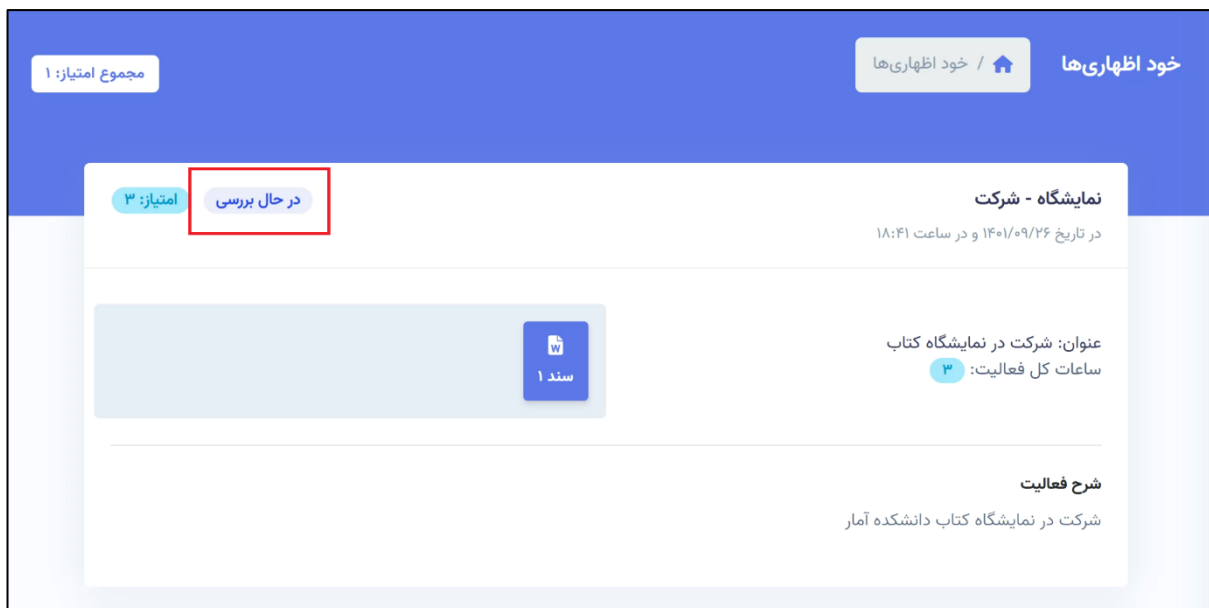 خود اظهاری‌ها
/ خود اظهاری‌ها
مجموع امتیاز: ۱
نمایشگاه - شرکت
در حال بررسی
امتیاز: ۳
در تاریخ ۱۴۰۱/۰۹/۲۶ و در ساعت ۱۸:۴۱
عنوان: شرکت در نمایشگاه کتاب
ساعات کل فعالیت: ۳
W
سند ۱
شرح فعالیت
شرکت در نمایشگاه کتاب دانشکده آمار